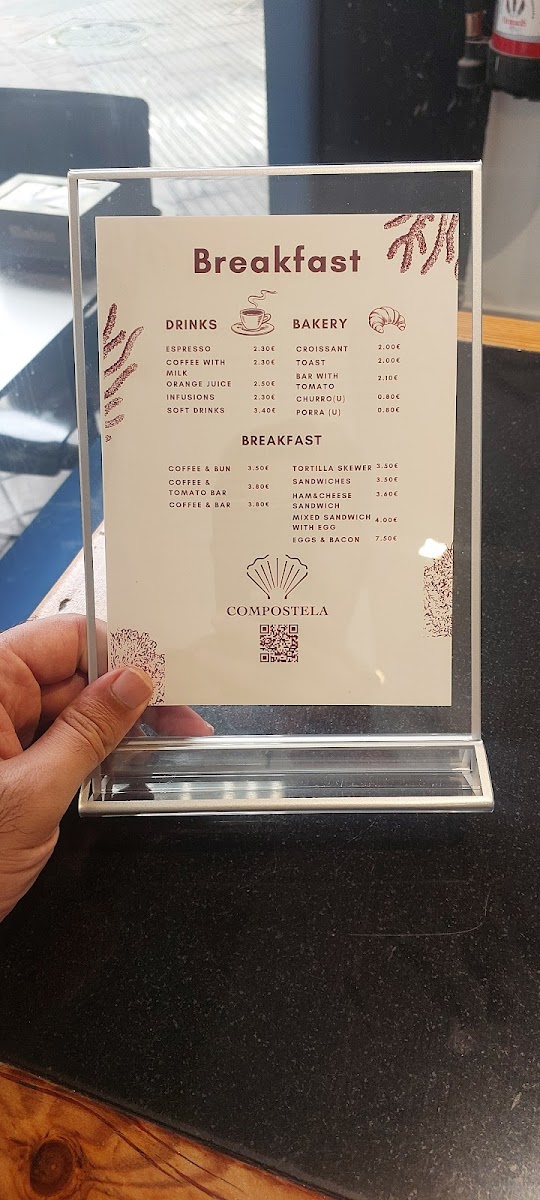 Breakfast
DRINKS
ESPRESSO 2.30€
COFFEE WITH 2.30€
MILK
ORANGE JUICE 2.50€
INFUSIONS 2.30€
SOFT DRINKS 3.40€
BAKERY
CROISSANT 2.00€
TOAST 2.00€
BAR WITH 2.10€
TOMATO
CHURRO(U) 0.80€
PORRA (U) 0.80€
BREAKFAST
COFFEE & BUN 3.50€
COFFEE & 3.80€
TOMATO BAR
COFFEE & BAR 3.80€
TORTILLA SKEWER 3.50€
SANDWICHES 3.50€
HAM&CHEESE 3.60€
SANDWICH
MIXED SANDWICH 4.00€
WITH EGG
EGGS & BACON 7.50€
COMPOSTELA